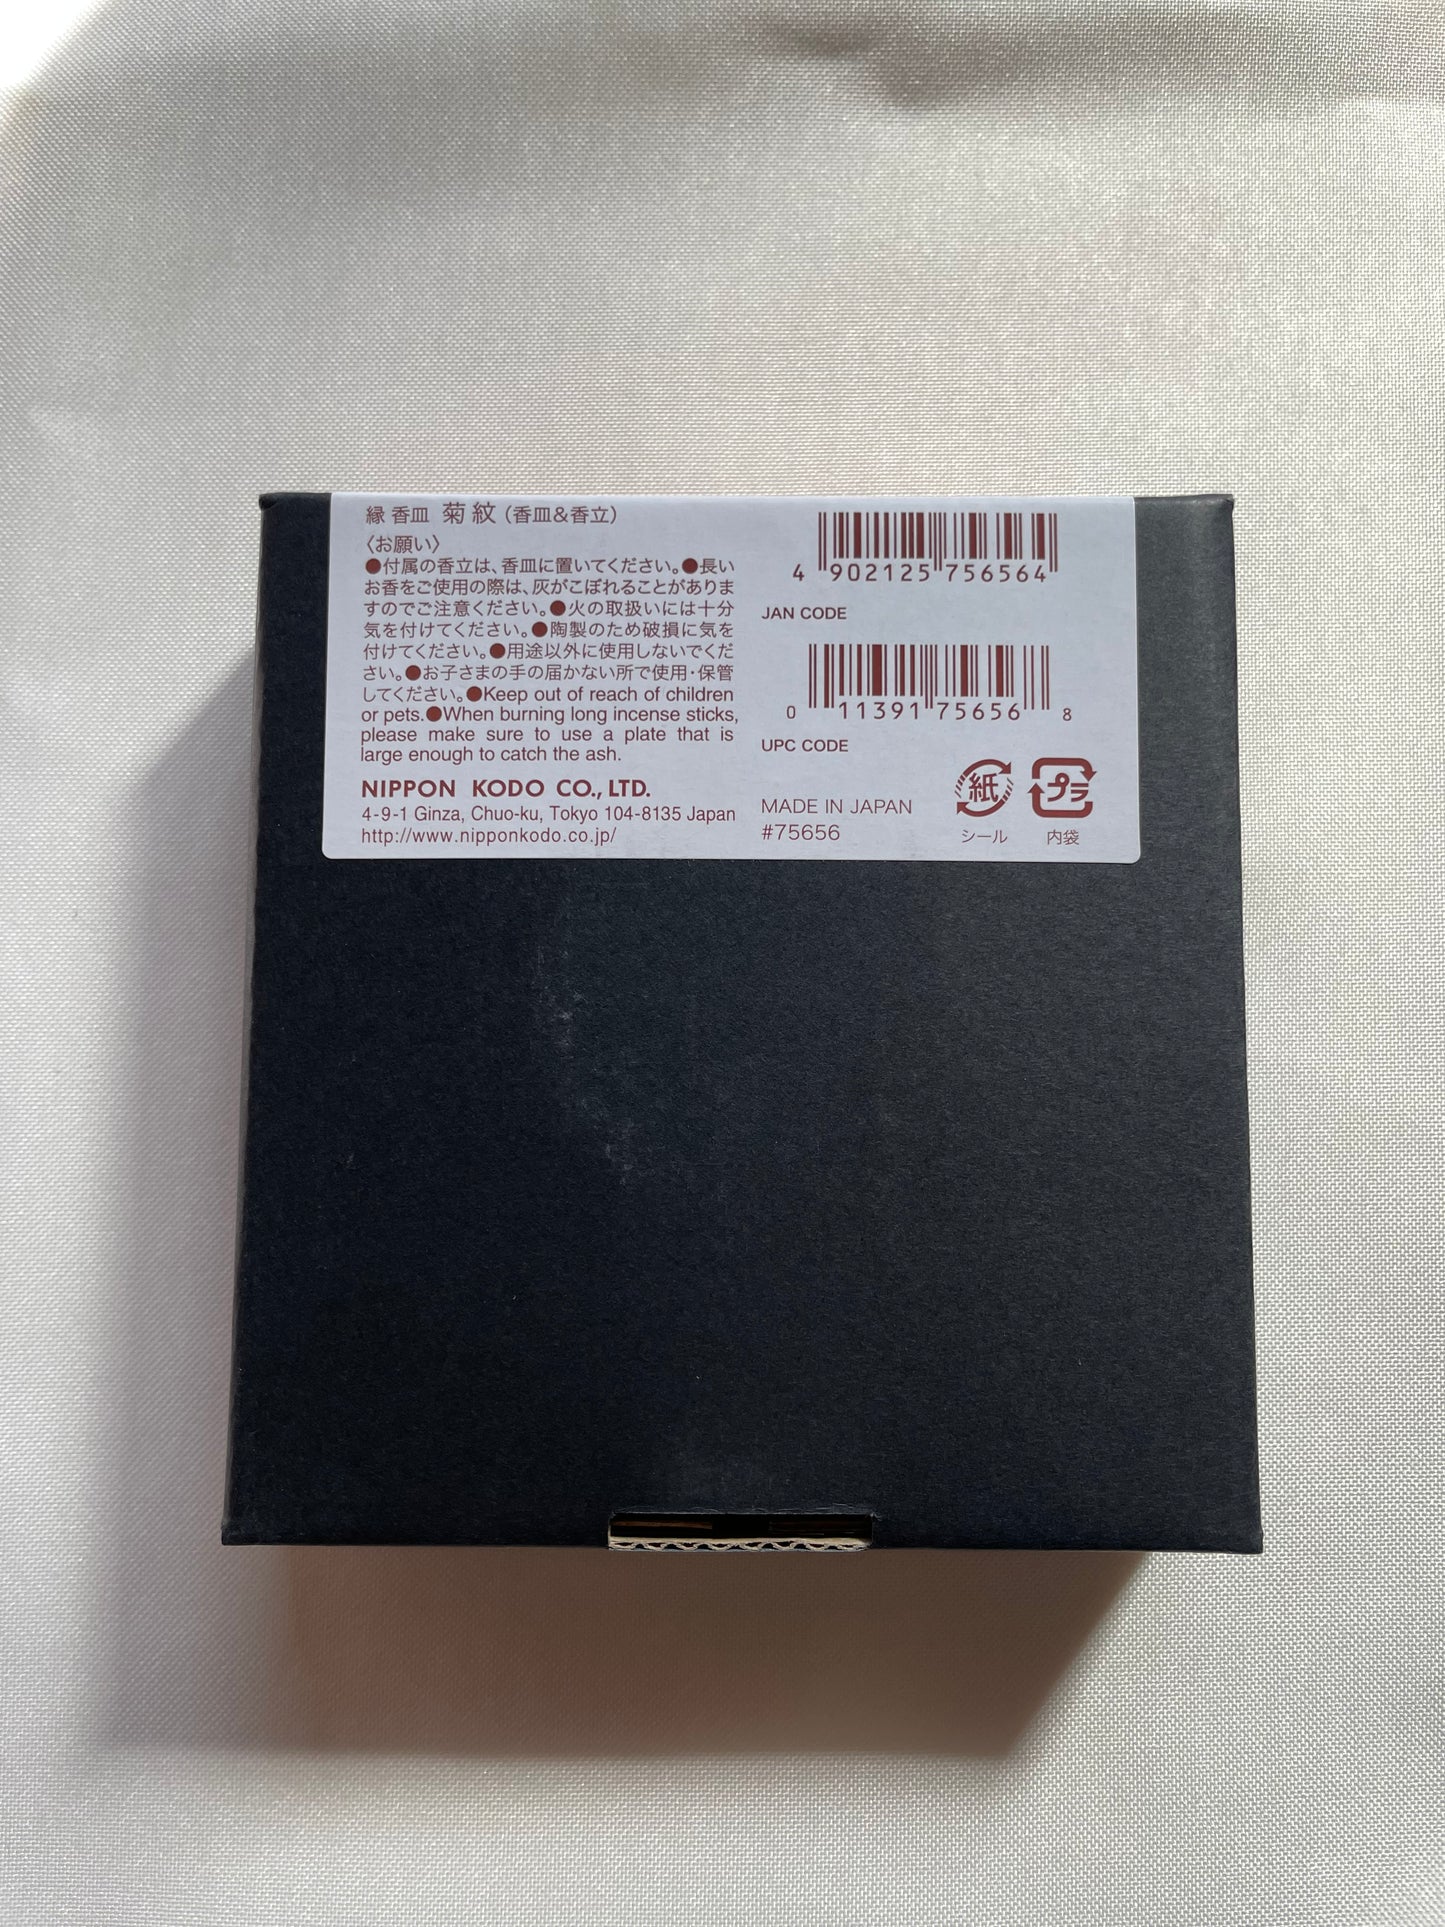 縁 香皿 菊紋（香皿&香立）
〈お願い〉
●付属の香立は、香皿に置いてください。●長い
お香をご使用の際は、灰がこぼれることがありま
すのでご注意ください。●火の取扱いには十分
気を付けてください。●陶製のため破損に気を
付けてください。●用途以外に使用しないでくだ
さい。●お子さまの手の届かない所で使用・保管
してください。●Keep out of reach of children
or pets.●When burning long incense sticks,
please make sure to use a plate that is
large enough to catch the ash.
NIPPON KODO CO., LTD.
4-9-1 Ginza, Chuo-ku, Tokyo 104-8135 Japan
http://www.nipponkodo.co.jp/
4 902125 756564
JAN CODE
0 11391 75656 8
UPC CODE
MADE IN JAPAN
#75656
紙
シール
プラ
内袋